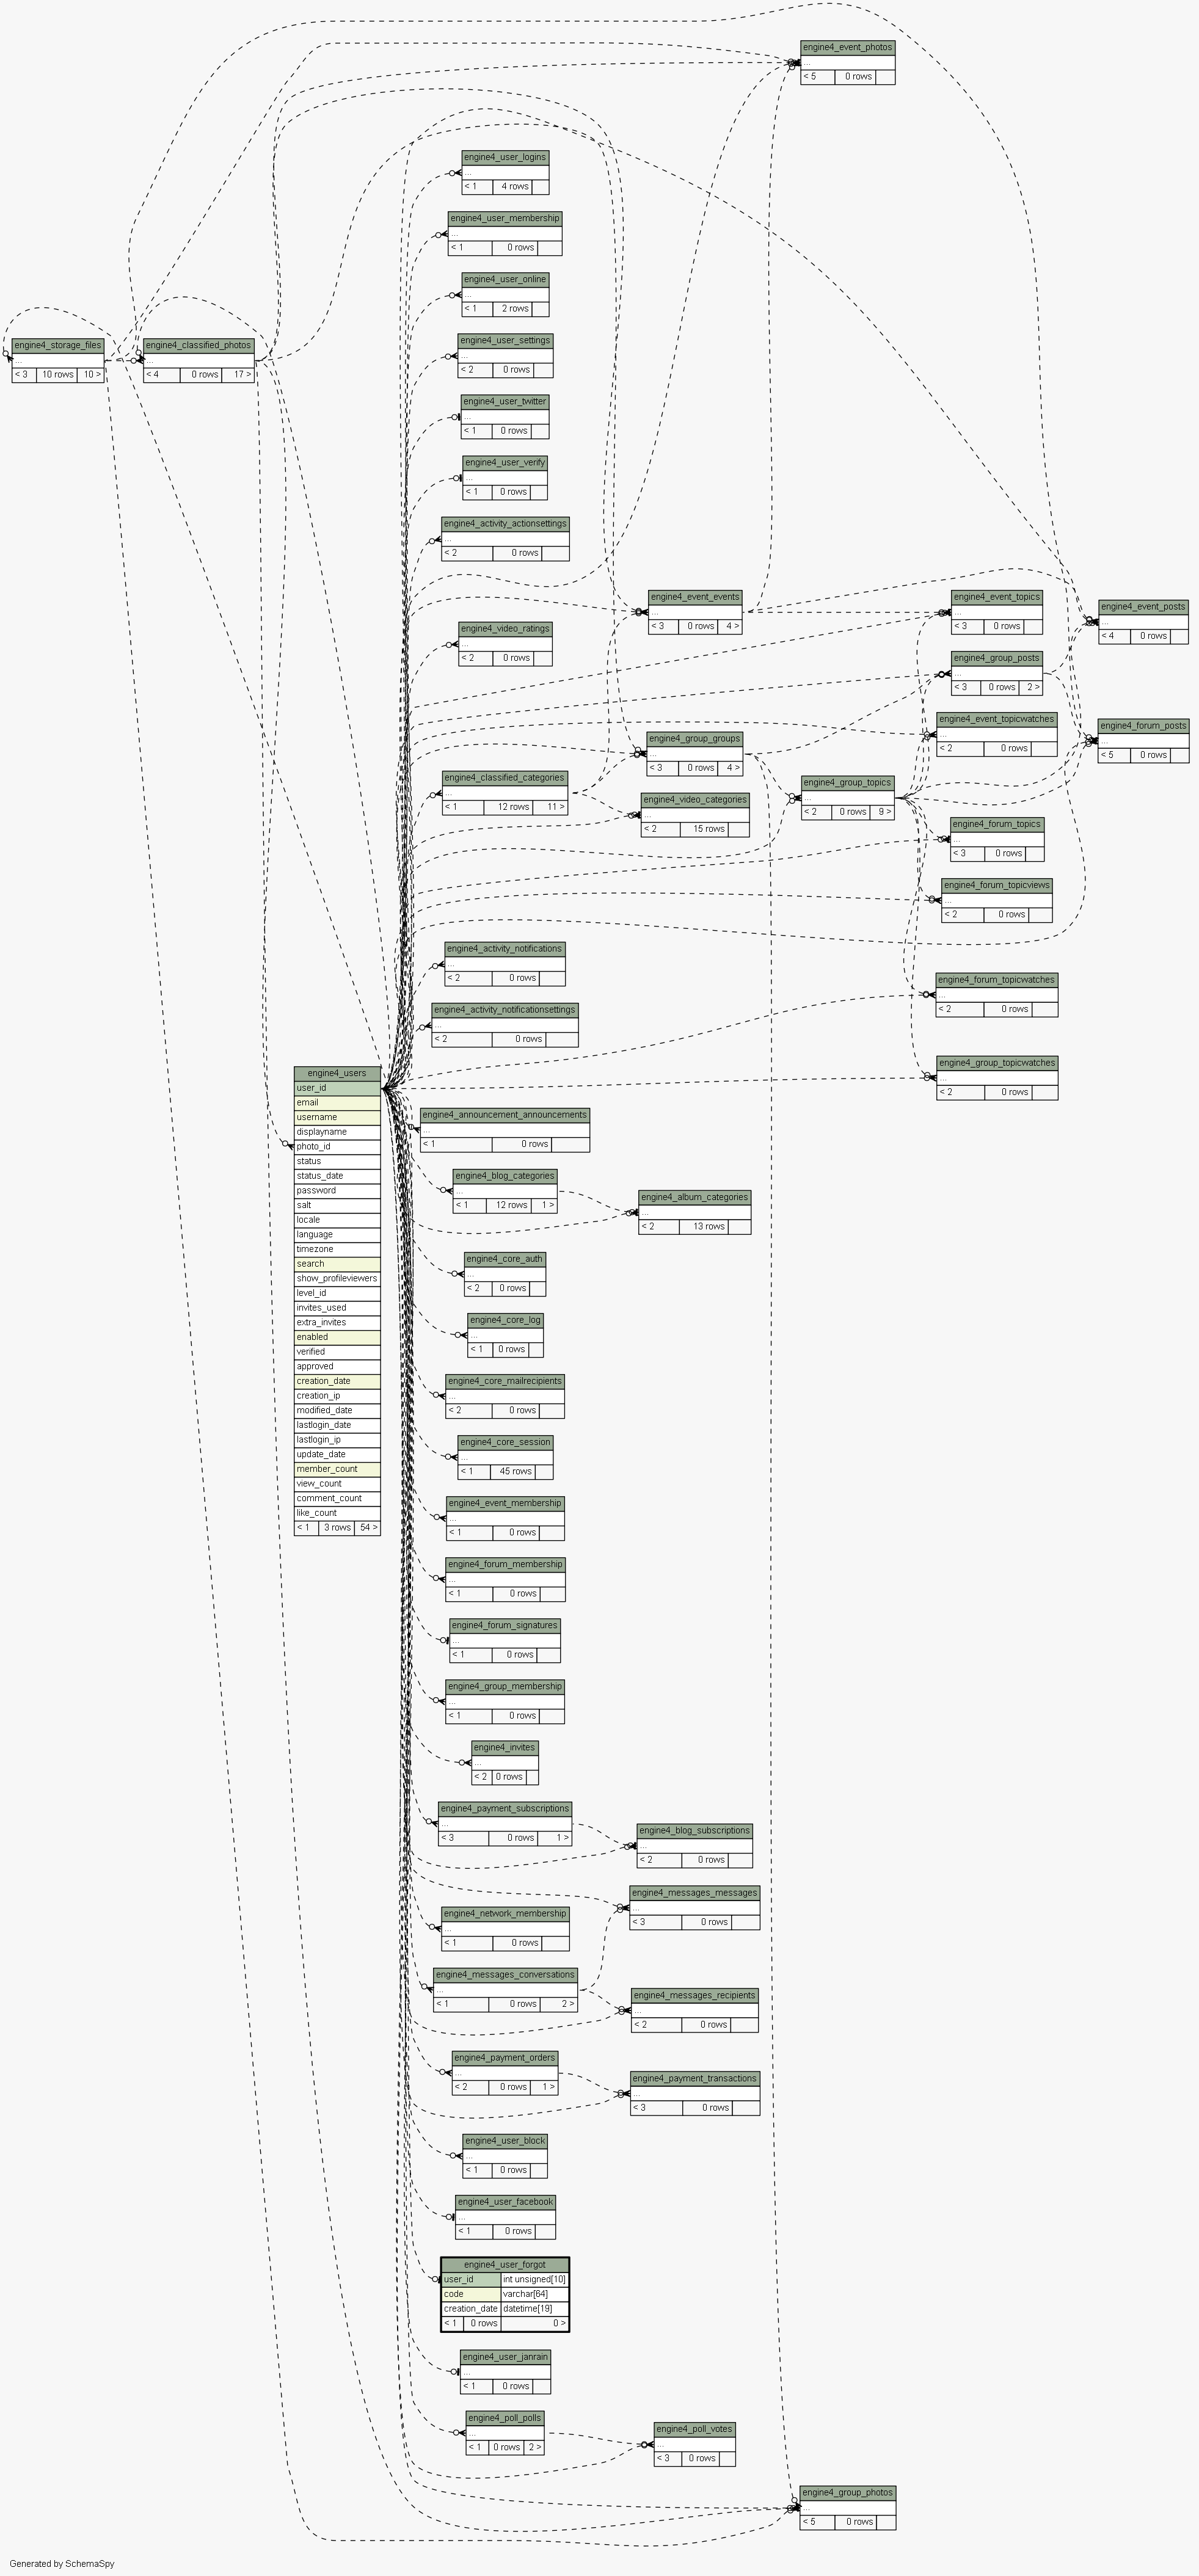 engine4_event_photos
...
< 5 0 rows
engine4_user_logins
...
< 1 4 rows
engine4_user_membership
...
< 1 0 rows
engine4_user_online
...
< 1 2 rows
engine4_storage_files
...
< 3 10 rows 10 >
engine4_classified_photos
...
< 4 0 rows 17 >
engine4_user_settings
...
< 2 0 rows
engine4_user_twitter
...
< 1 0 rows
engine4_user_verify
...
< 1 0 rows
engine4_activity_actionsettings
...
< 2 0 rows
engine4_event_events
...
< 3 0 rows 4 >
engine4_event_topics
...
< 3 0 rows
engine4_event_posts
...
< 4 0 rows
engine4_video_ratings
...
< 2 0 rows
engine4_group_posts
...
< 3 0 rows 2 >
engine4_event_topicwatches
...
< 2 0 rows
engine4_forum_posts
...
< 5 0 rows
engine4_group_groups
...
< 3 0 rows 4 >
engine4_classified_categories
...
< 1 12 rows 11 >
engine4_group_topics
...
< 2 0 rows 9 >
engine4_video_categories
...
< 2 15 rows
engine4_forum_topics
...
< 3 0 rows
engine4_forum_topicviews
...
< 2 0 rows
engine4_activity_notifications
...
< 2 0 rows
engine4_forum_topicwatches
...
< 2 0 rows
engine4_activity_notificationsettings
...
< 2 0 rows
engine4_group_topicwatches
...
< 2 0 rows
engine4_users
user_id
email
username
displayname
photo_id
status
status_date
password
salt
locale
language
timezone
search
show_profileviewers
level_id
invites_used
extra_invites
enabled
verified
approved
creation_date
creation_ip
modified_date
lastlogin_date
lastlogin_ip
update_date
member_count
view_count
comment_count
like_count
< 1 3 rows 54 >
engine4_announcement_announcements
...
< 1 0 rows
engine4_blog_categories
...
< 1 12 rows 1 >
engine4_album_categories
...
< 2 13 rows
engine4_core_auth
...
< 2 0 rows
engine4_core_log
...
< 1 0 rows
engine4_core_mailrecipients
...
< 2 0 rows
engine4_core_session
...
< 1 45 rows
engine4_event_membership
...
< 1 0 rows
engine4_forum_membership
...
< 1 0 rows
engine4_forum_signatures
...
< 1 0 rows
engine4_group_membership
...
< 1 0 rows
engine4_invites
...
< 2 0 rows
engine4_payment_subscriptions
...
< 3 0 rows 1 >
engine4_blog_subscriptions
...
< 2 0 rows
engine4_messages_messages
...
< 3 0 rows
engine4_network_membership
...
< 1 0 rows
engine4_messages_conversations
...
< 1 0 rows 2 >
engine4_messages_recipients
...
< 2 0 rows
engine4_payment_orders
...
< 2 0 rows 1 >
engine4_payment_transactions
...
< 3 0 rows
engine4_user_block
...
< 1 0 rows
engine4_user_facebook
...
< 1 0 rows
engine4_user_forgot
user_id int unsigned[10]
code varchar[64]
creation_date datetime[19]
< 1 0 rows 0 >
engine4_user_janrain
...
< 1 0 rows
engine4_poll_polls
...
< 1 0 rows 2 >
engine4_poll_votes
...
< 3 0 rows
engine4_group_photos
...
< 5 0 rows
Generated by SchemaSpy